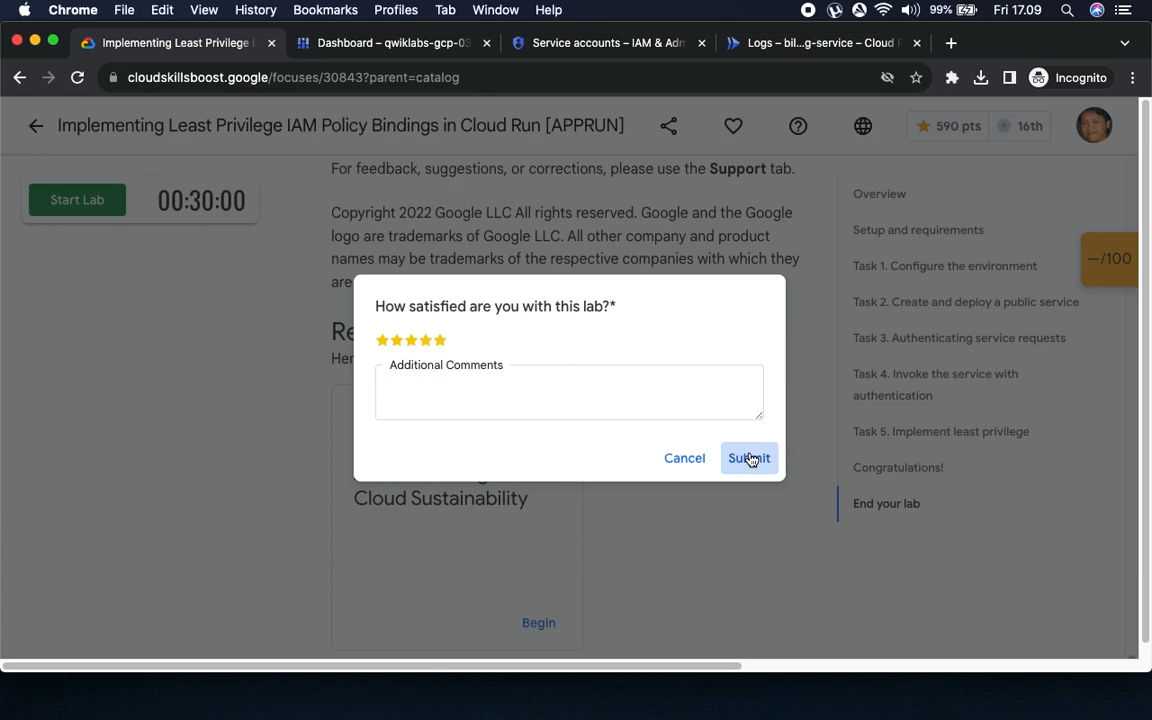 Chrome File Edit View History Bookmarks Profiles Tab Window Help 99% Fri 17.09
Implementing Least Privilege Dashboard – qwiklabs-gcp-03 Service accounts – IAM & Adm Logs – bil...g-service – Cloud
cloudskillsboost.google/focuses/30843?parent=catalog Incognito
Implementing Least Privilege IAM Policy Bindings in Cloud Run [APPRUN] 590 pts 16th
For feedback, suggestions, or corrections, please use the Support tab.
Start Lab 00:30:00
Copyright 2022 Google LLC All rights reserved. Google and the Google
logo are trademarks of Google LLC. All other company and product
names may be trademarks of the respective companies with which they
are
How satisfied are you with this lab?*
Additional Comments
Cancel Submit
Cloud Sustainability
Begin
Overview
Setup and requirements
Task 1. Configure the environment
–/100
Task 2. Create and deploy a public service
Task 3. Authenticating service requests
Task 4. Invoke the service with
authentication
Task 5. Implement least privilege
Congratulations!
End your lab